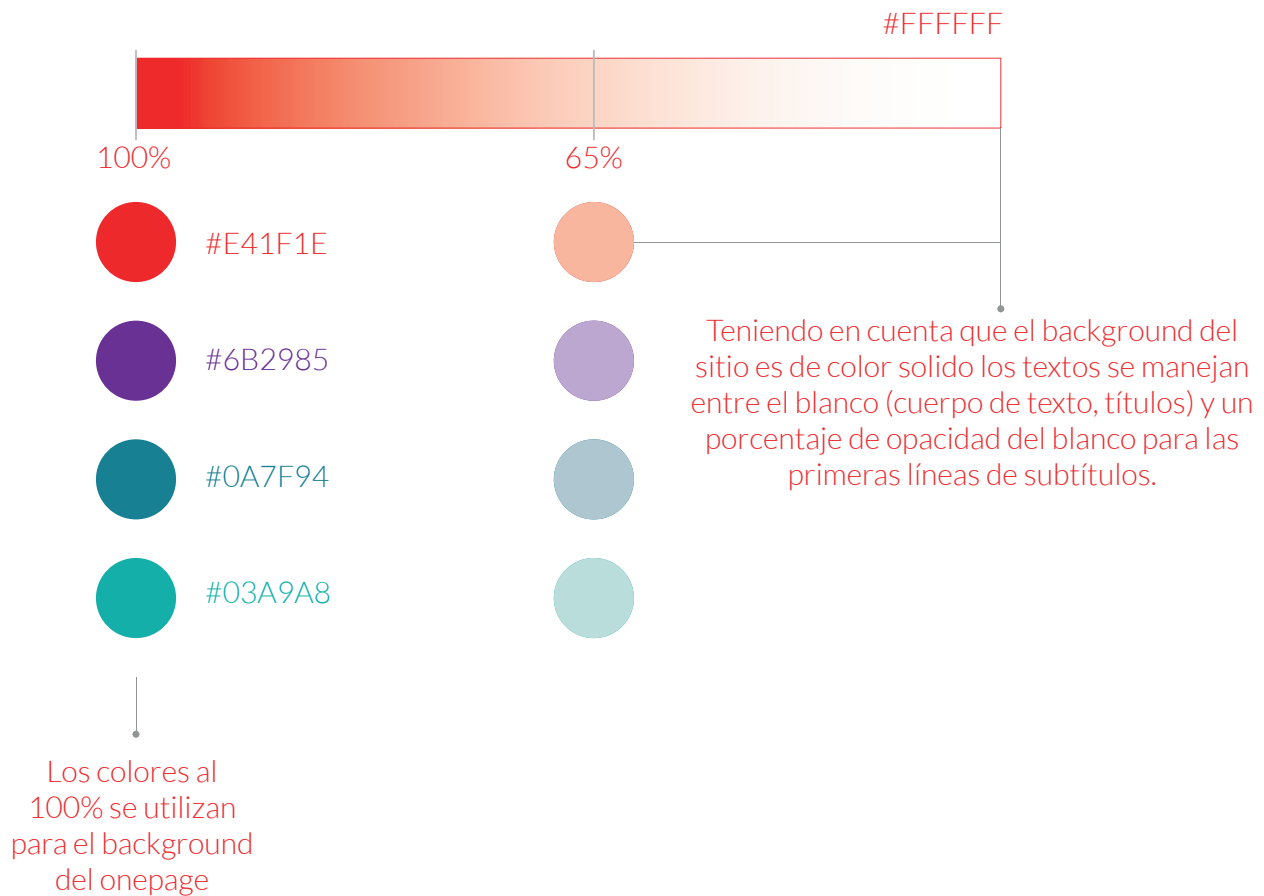 #FFFFFF
100%
65%
#E41F1E
#6B2985
#0A7F94
#03A9A8
Teniendo en cuenta que el background del
sitio es de color solido los textos se manejan
entre el blanco (cuerpo de texto, títulos) y un
porcentaje de opacidad del blanco para las
primeras líneas de subtítulos.
Los colores al
100% se utilizan
para el background
del onepage